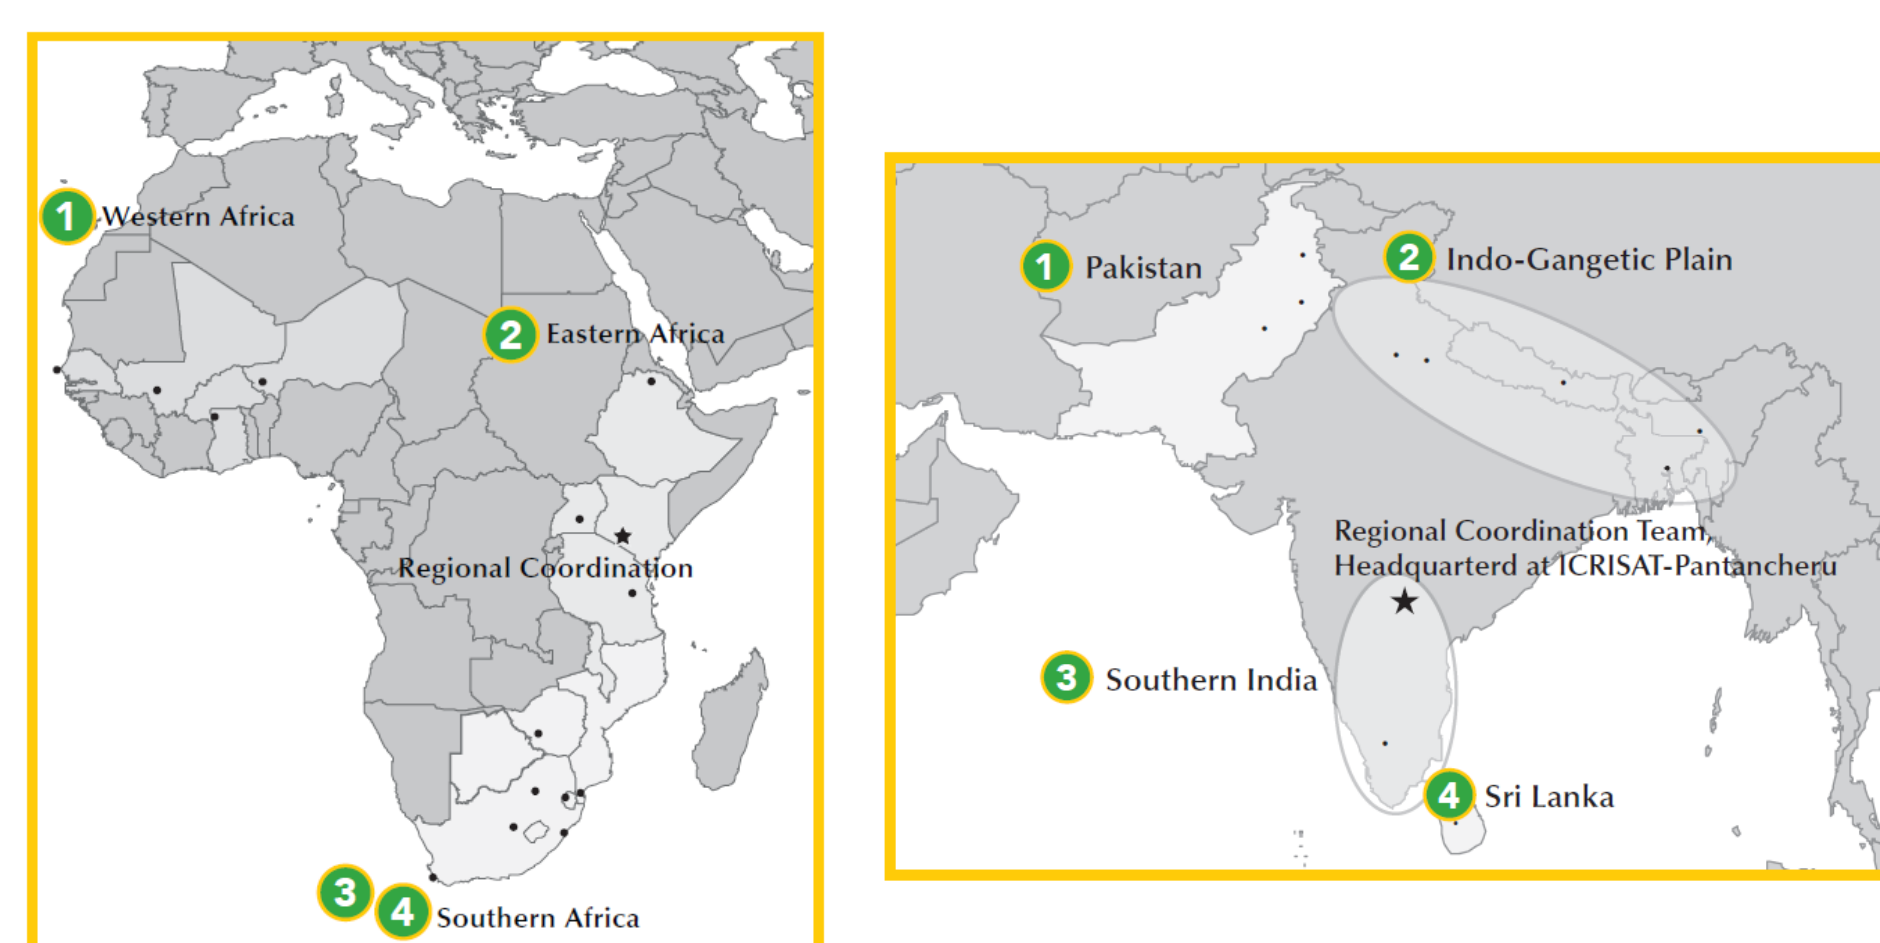 1 Western Africa
2 Eastern Africa
Regional Coordination
3 4 Southern Africa
1 Pakistan
2 Indo-Gangetic Plain
Regional Coordination Team,
Headquarterd at ICRISAT-Pantancheru
3 Southern India
4 Sri Lanka